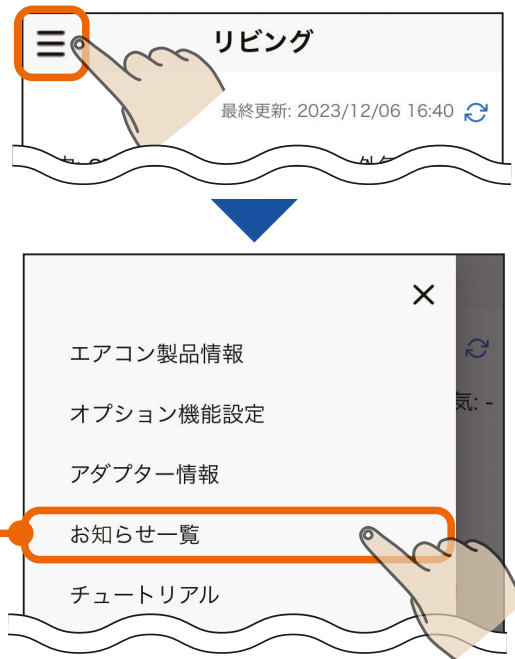 リビング
最終更新: 2023/12/06 16:40
エアコン製品情報
気: -
オプション機能設定
アダプター情報
お知らせ一覧
チュートリアル